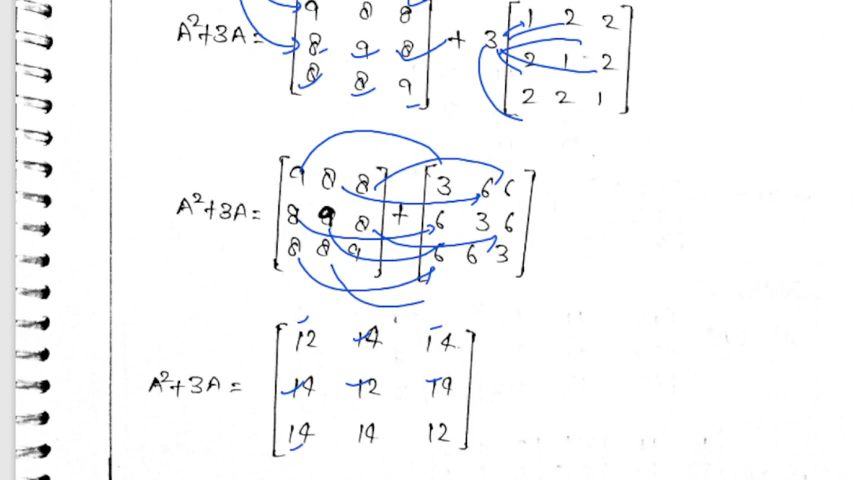 9 8 8 1 2 2
A²+3A= 8 9 8 + 3 2 1 2
8 8 9 2 2 1
9 8 8 3 6 6
A²+3A= 8 9 8 + 6 3 6
8 8 9 6 6 3
12 14 14
A²+3A = 14 12 14
14 14 12